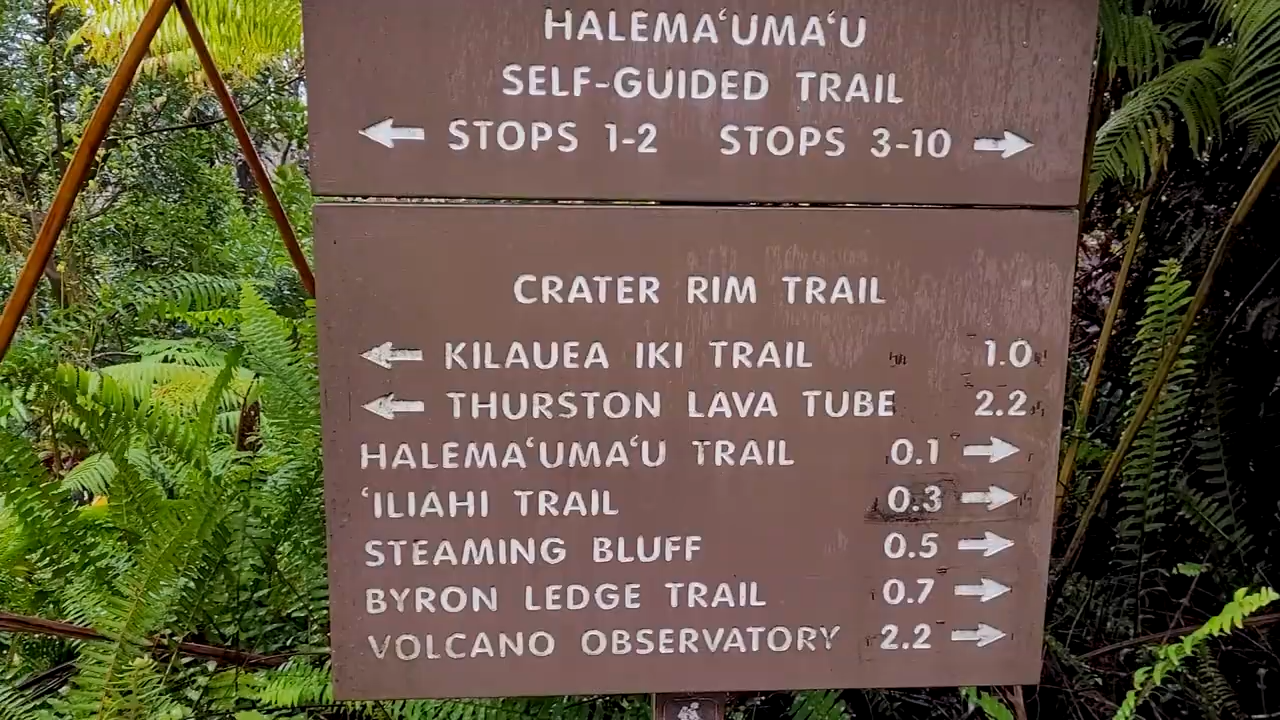 HALEMAʻUMAʻU
SELF-GUIDED TRAIL
← STOPS 1-2 STOPS 3-10 →
CRATER RIM TRAIL
← KILAUEA IKI TRAIL 1.0
← THURSTON LAVA TUBE 2.2
HALEMAʻUMAʻU TRAIL 0.1 →
ʻILIAHI TRAIL 0.3 →
STEAMING BLUFF 0.5 →
BYRON LEDGE TRAIL 0.7 →
VOLCANO OBSERVATORY 2.2 →